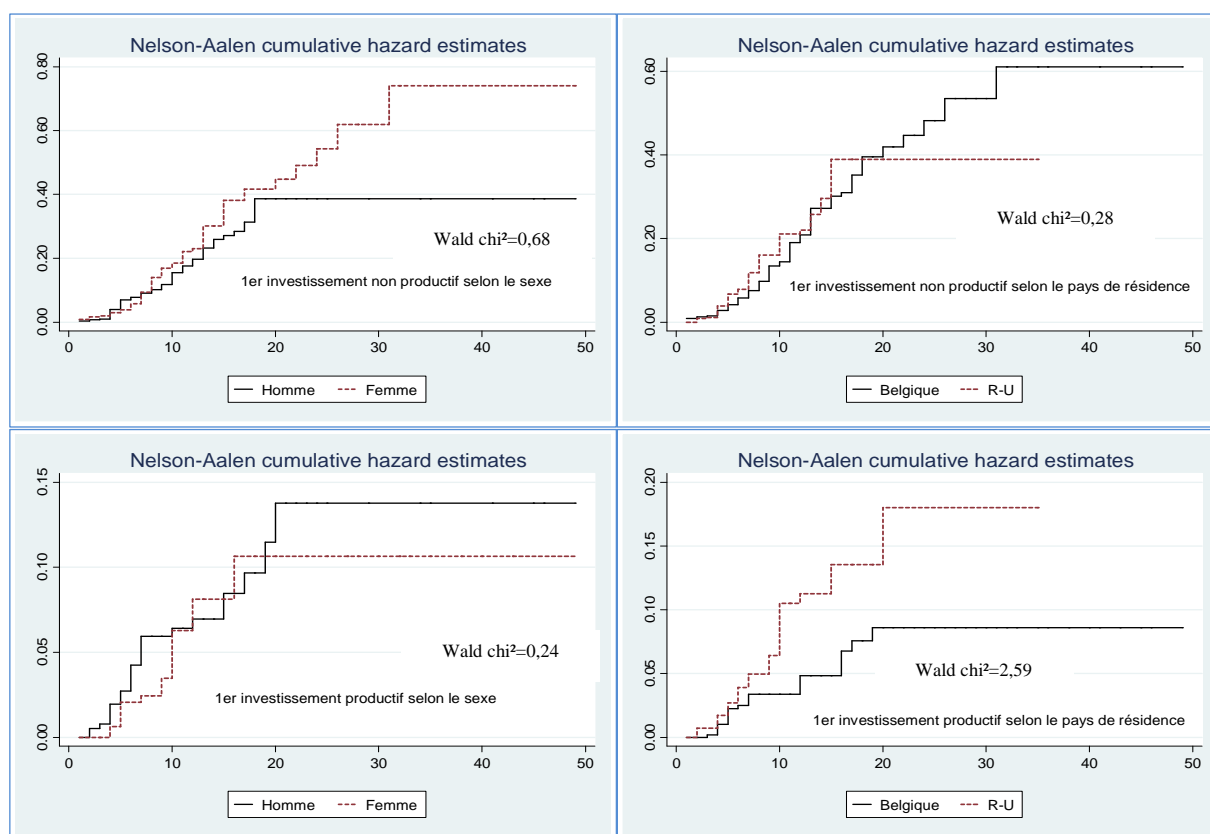 Nelson-Aalen cumulative hazard estimates
0.80
0.60
0.40
0.20
0.00
Wald chi²=0,68
1er investissement non productif selon le sexe
0 10 20 30 40 50
Homme Femme
Nelson-Aalen cumulative hazard estimates
0.60
0.40
0.20
0.00
Wald chi²=0,28
1er investissement non productif selon le pays de résidence
0 10 20 30 40 50
Belgique R-U
Nelson-Aalen cumulative hazard estimates
0.15
0.10
0.05
0.00
Wald chi²=0,24
1er investissement productif selon le sexe
0 10 20 30 40 50
Homme Femme
Nelson-Aalen cumulative hazard estimates
0.20
0.15
0.10
0.05
0.00
Wald chi²=2,59
1er investissement productif selon le pays de résidence
0 10 20 30 40 50
Belgique R-U